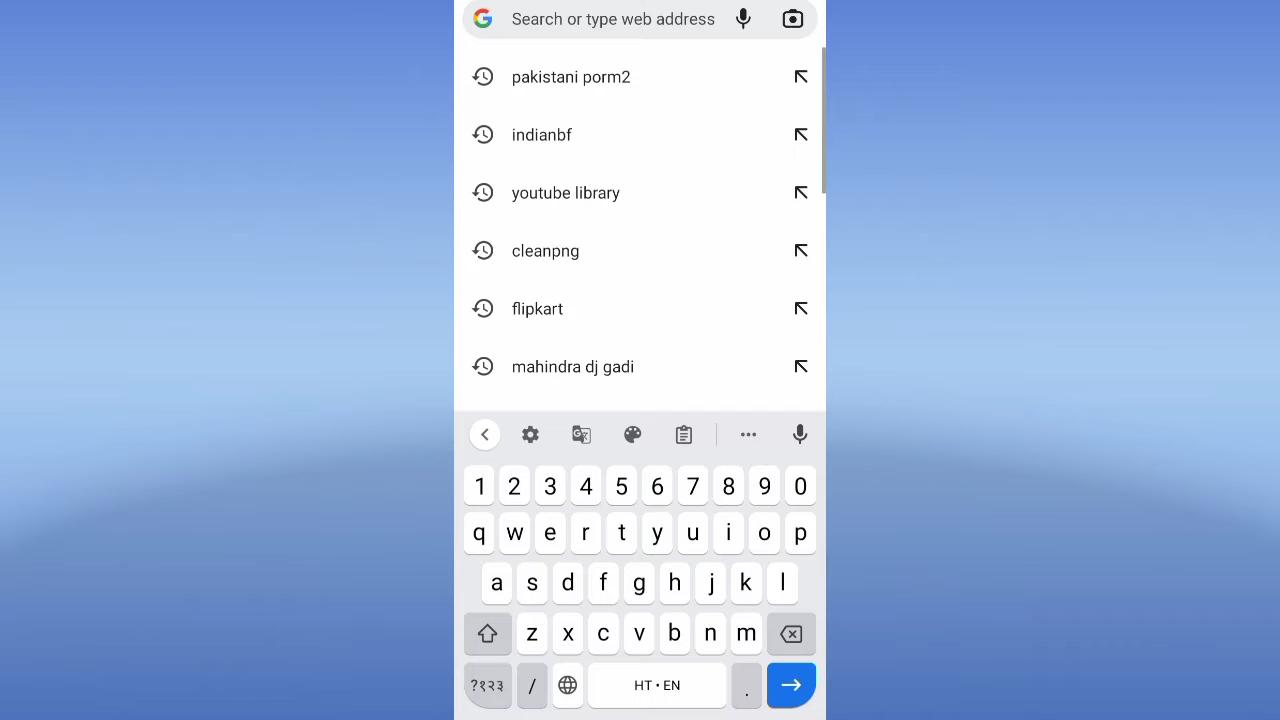 Search or type web address
pakistani porm2
indianbf
youtube library
cleanpng
flipkart
mahindra dj gadi
1 2 3 4 5 6 7 8 9 0
q w e r t y u i o p
a s d f g h j k l
z x c v b n m
?१२३ / HT • EN .